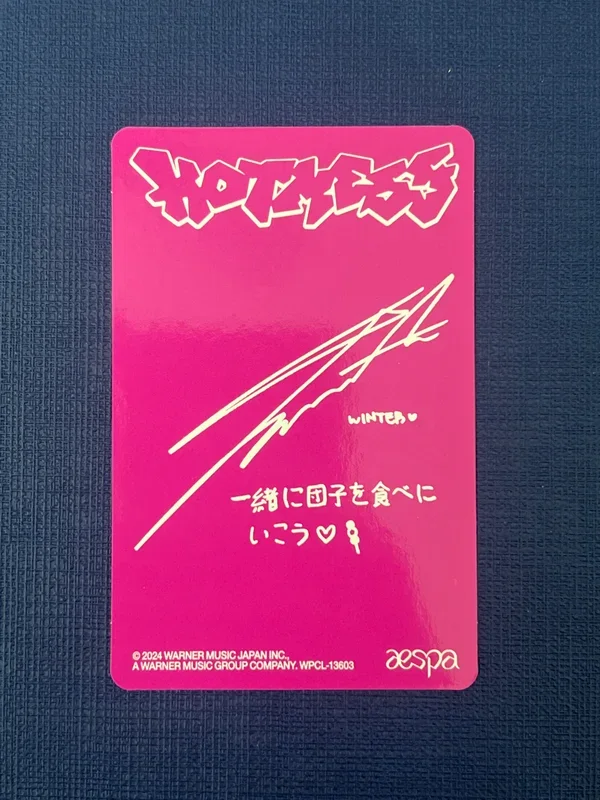 HOT MESS
WINTER♡
一緒に団子を食べに
いこう♡
© 2024 WARNER MUSIC JAPAN INC.,
A WARNER MUSIC GROUP COMPANY. WPCL-13603
aespa